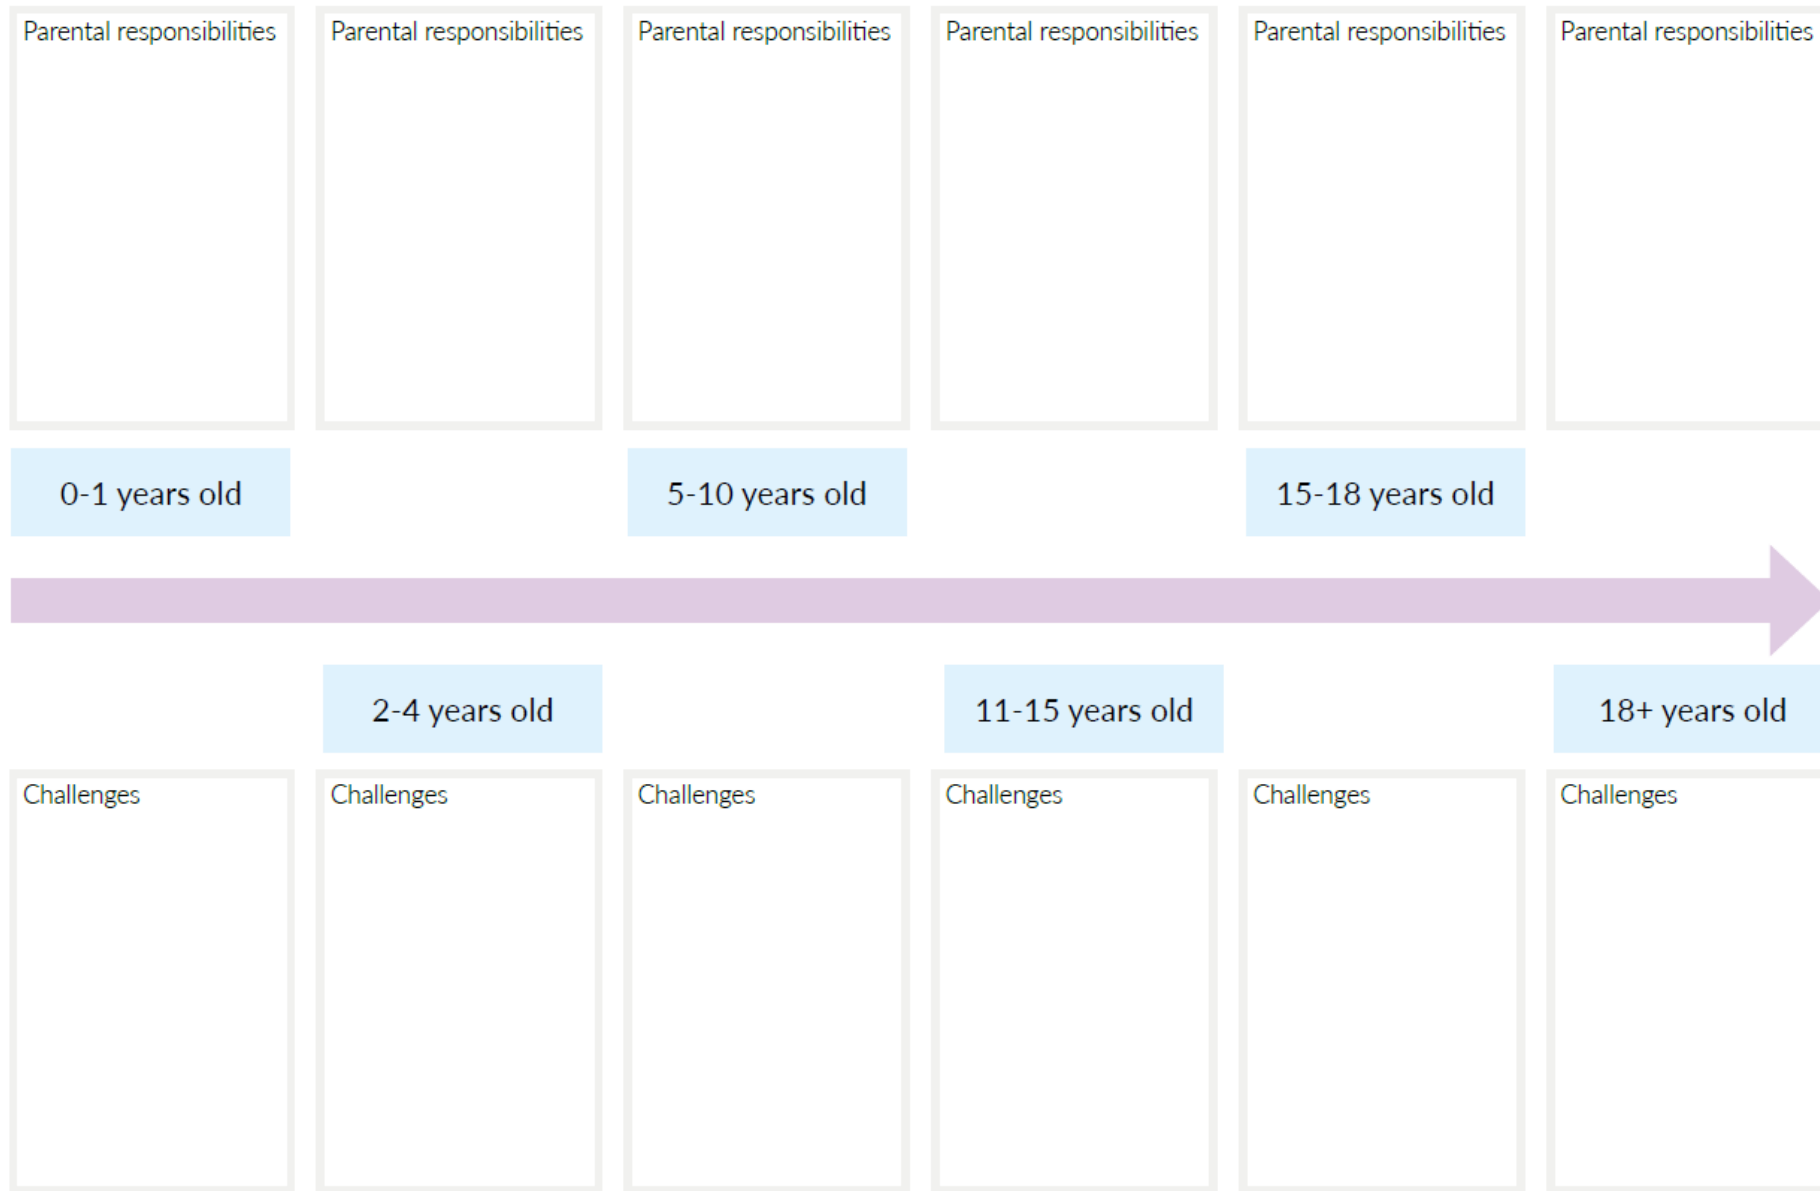 Parental responsibilities
Parental responsibilities
Parental responsibilities
Parental responsibilities
Parental responsibilities
Parental responsibilities
0-1 years old
5-10 years old
15-18 years old
2-4 years old
11-15 years old
18+ years old
Challenges
Challenges
Challenges
Challenges
Challenges
Challenges